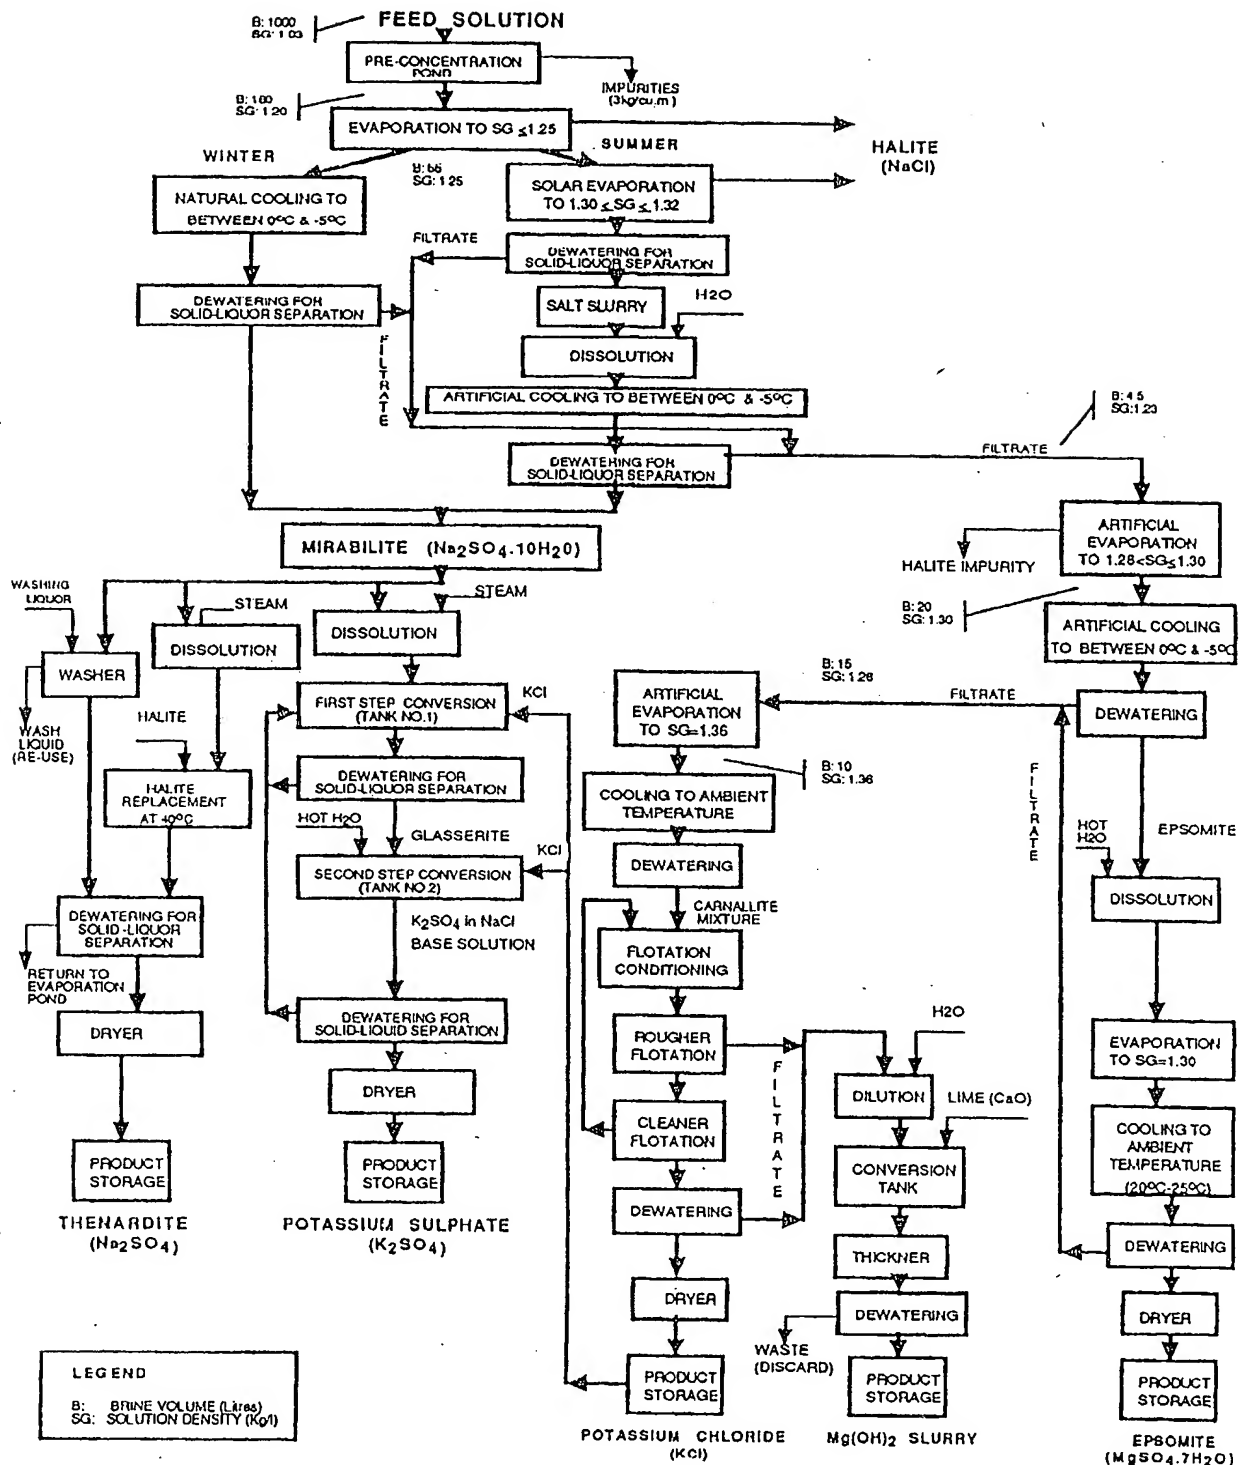 B: 1000
SG: 1.03
FEED SOLUTION
PRE-CONCENTRATION
POND
IMPURITIES
(3kg/cu.m)
B: 100
SG: 1.20
EVAPORATION TO SG ≤1.25
HALITE
(NaCl)
WINTER
SUMMER
B: 66
SG: 1.25
NATURAL COOLING TO
BETWEEN 0ºC & -5ºC
SOLAR EVAPORATION
TO 1.30 ≤ SG ≤ 1.32
FILTRATE
DEWATERING FOR
SOLID-LIQUOR SEPARATION
DEWATERING FOR
SOLID-LIQUOR SEPARATION
SALT SLURRY
H2O
DISSOLUTION
FILTRATE
ARTIFICIAL COOLING TO BETWEEN 0ºC & -5ºC
B: 45
SG: 1.23
DEWATERING FOR
SOLID-LIQUOR SEPARATION
FILTRATE
ARTIFICIAL
EVAPORATION
TO 1.28<SG≤1.30
HALITE IMPURITY
MIRABILITE (Na2SO4.10H2O)
B: 20
SG: 1.30
ARTIFICIAL COOLING
TO BETWEEN 0ºC & -5ºC
WASHING
LIQUOR
STEAM
STEAM
DISSOLUTION
DISSOLUTION
WASHER
WASH
LIQUID
(RE-USE)
HALITE
HALITE
REPLACEMENT
AT 40ºC
FIRST STEP CONVERSION
(TANK NO.1)
KCl
DEWATERING FOR
SOLID-LIQUOR SEPARATION
HOT H2O
GLASSERITE
KCl
SECOND STEP CONVERSION
(TANK NO.2)
K2SO4 in NaCl
BASE SOLUTION
B: 15
SG: 1.26
ARTIFICIAL
EVAPORATION
TO SG=1.36
FILTRATE
DEWATERING
B: 10
SG: 1.36
COOLING TO AMBIENT
TEMPERATURE
FILTRATE
HOT
H2O
EPSOMITE
DEWATERING
DISSOLUTION
CARNALLITE
MIXTURE
DEWATERING FOR
SOLID-LIQUOR
SEPARATION
RETURN TO
EVAPORATION
POND
FLOTATION
CONDITIONING
DEWATERING FOR
SOLID-LIQUID SEPARATION
DRYER
H2O
ROUGHER
FLOTATION
EVAPORATION
TO SG=1.30
DRYER
FILTRATE
DILUTION
LIME (CaO)
CLEANER
FLOTATION
COOLING TO
AMBIENT
TEMPERATURE
(20ºC-25ºC)
PRODUCT
STORAGE
PRODUCT
STORAGE
CONVERSION
TANK
THENARDITE
(Na2SO4)
POTASSIUM SULPHATE
(K2SO4)
DEWATERING
THICKNER
DEWATERING
DRYER
DEWATERING
DRYER
WASTE
(DISCARD)
PRODUCT
STORAGE
PRODUCT
STORAGE
PRODUCT
STORAGE
POTASSIUM CHLORIDE
(KCl)
Mg(OH)2 SLURRY
EPSOMITE
(MgSO4.7H2O)
LEGEND
B: BRINE VOLUME (Litres)
SG: SOLUTION DENSITY (Kg/l)